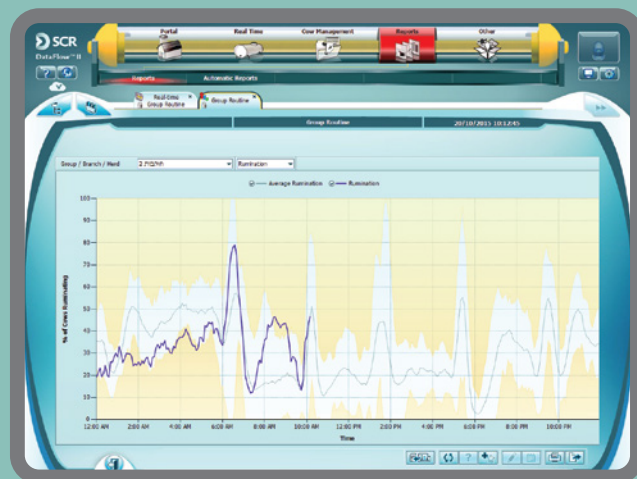 SCR
DataFlow™ II
Portal
Real Time
Cow Management
Reports
Other
Reports
Automatic Reports
Real-time Group Routine
Group Routine
Group Routine
20/10/2015 10:12:45
Group / Branch / Herd
Rumination
Average Rumination
Rumination
100
90
80
70
60
50
40
30
20
10
0
% of Cows Ruminating
12:00 AM
2:00 AM
4:00 AM
6:00 AM
8:00 AM
10:00 AM
12:00 PM
2:00 PM
4:00 PM
6:00 PM
8:00 PM
10:00 PM
Time